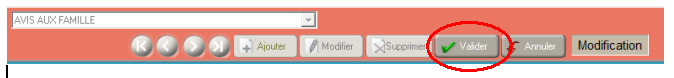 AVIS AUX FAMILLE
Ajouter Modifier Supprimer Valider Annuler Modification